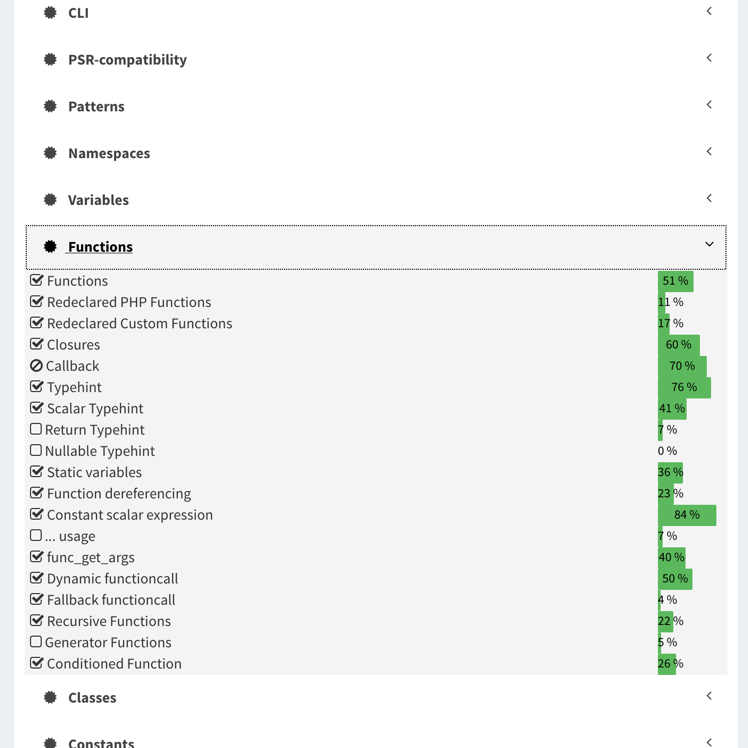 CLI
PSR-compatibility
Patterns
Namespaces
Variables
Functions
Functions 51 %
Redeclared PHP Functions 11 %
Redeclared Custom Functions 17 %
Closures 60 %
Callback 70 %
Typehint 76 %
Scalar Typehint 41 %
Return Typehint 7 %
Nullable Typehint 0 %
Static variables 36 %
Function dereferencing 23 %
Constant scalar expression 84 %
... usage 7 %
func_get_args 40 %
Dynamic functioncall 50 %
Fallback functioncall 4 %
Recursive Functions 22 %
Generator Functions 5 %
Conditioned Function 26 %
Classes
Constants